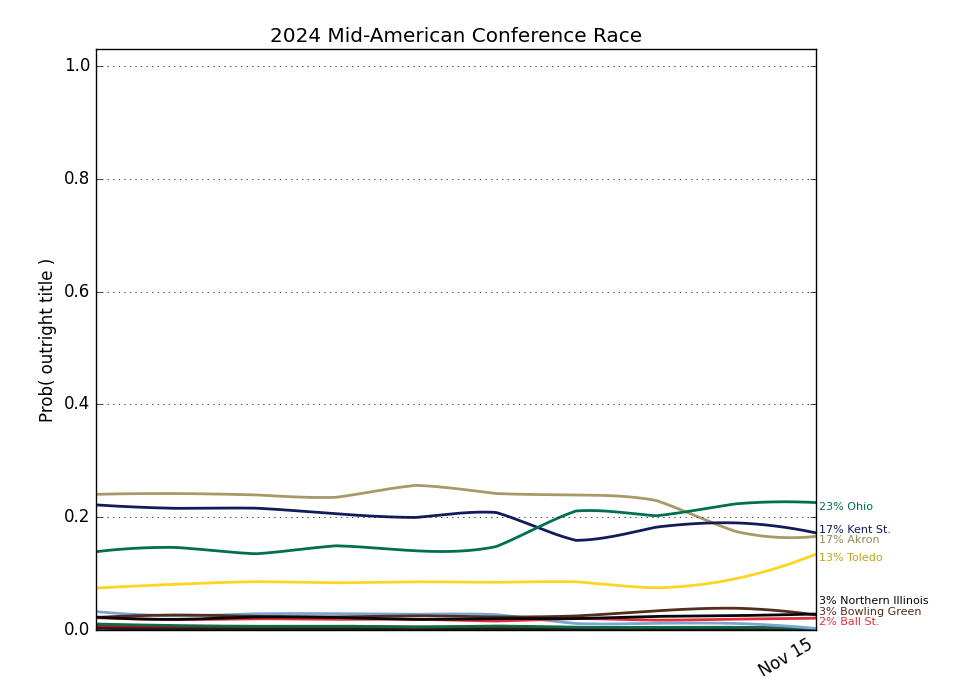 2024 Mid-American Conference Race
1.0
0.8
0.6
0.4
0.2
0.0
Prob( outright title )
23% Ohio
17% Kent St.
17% Akron
13% Toledo
3% Northern Illinois
3% Bowling Green
2% Ball St.
Nov 15